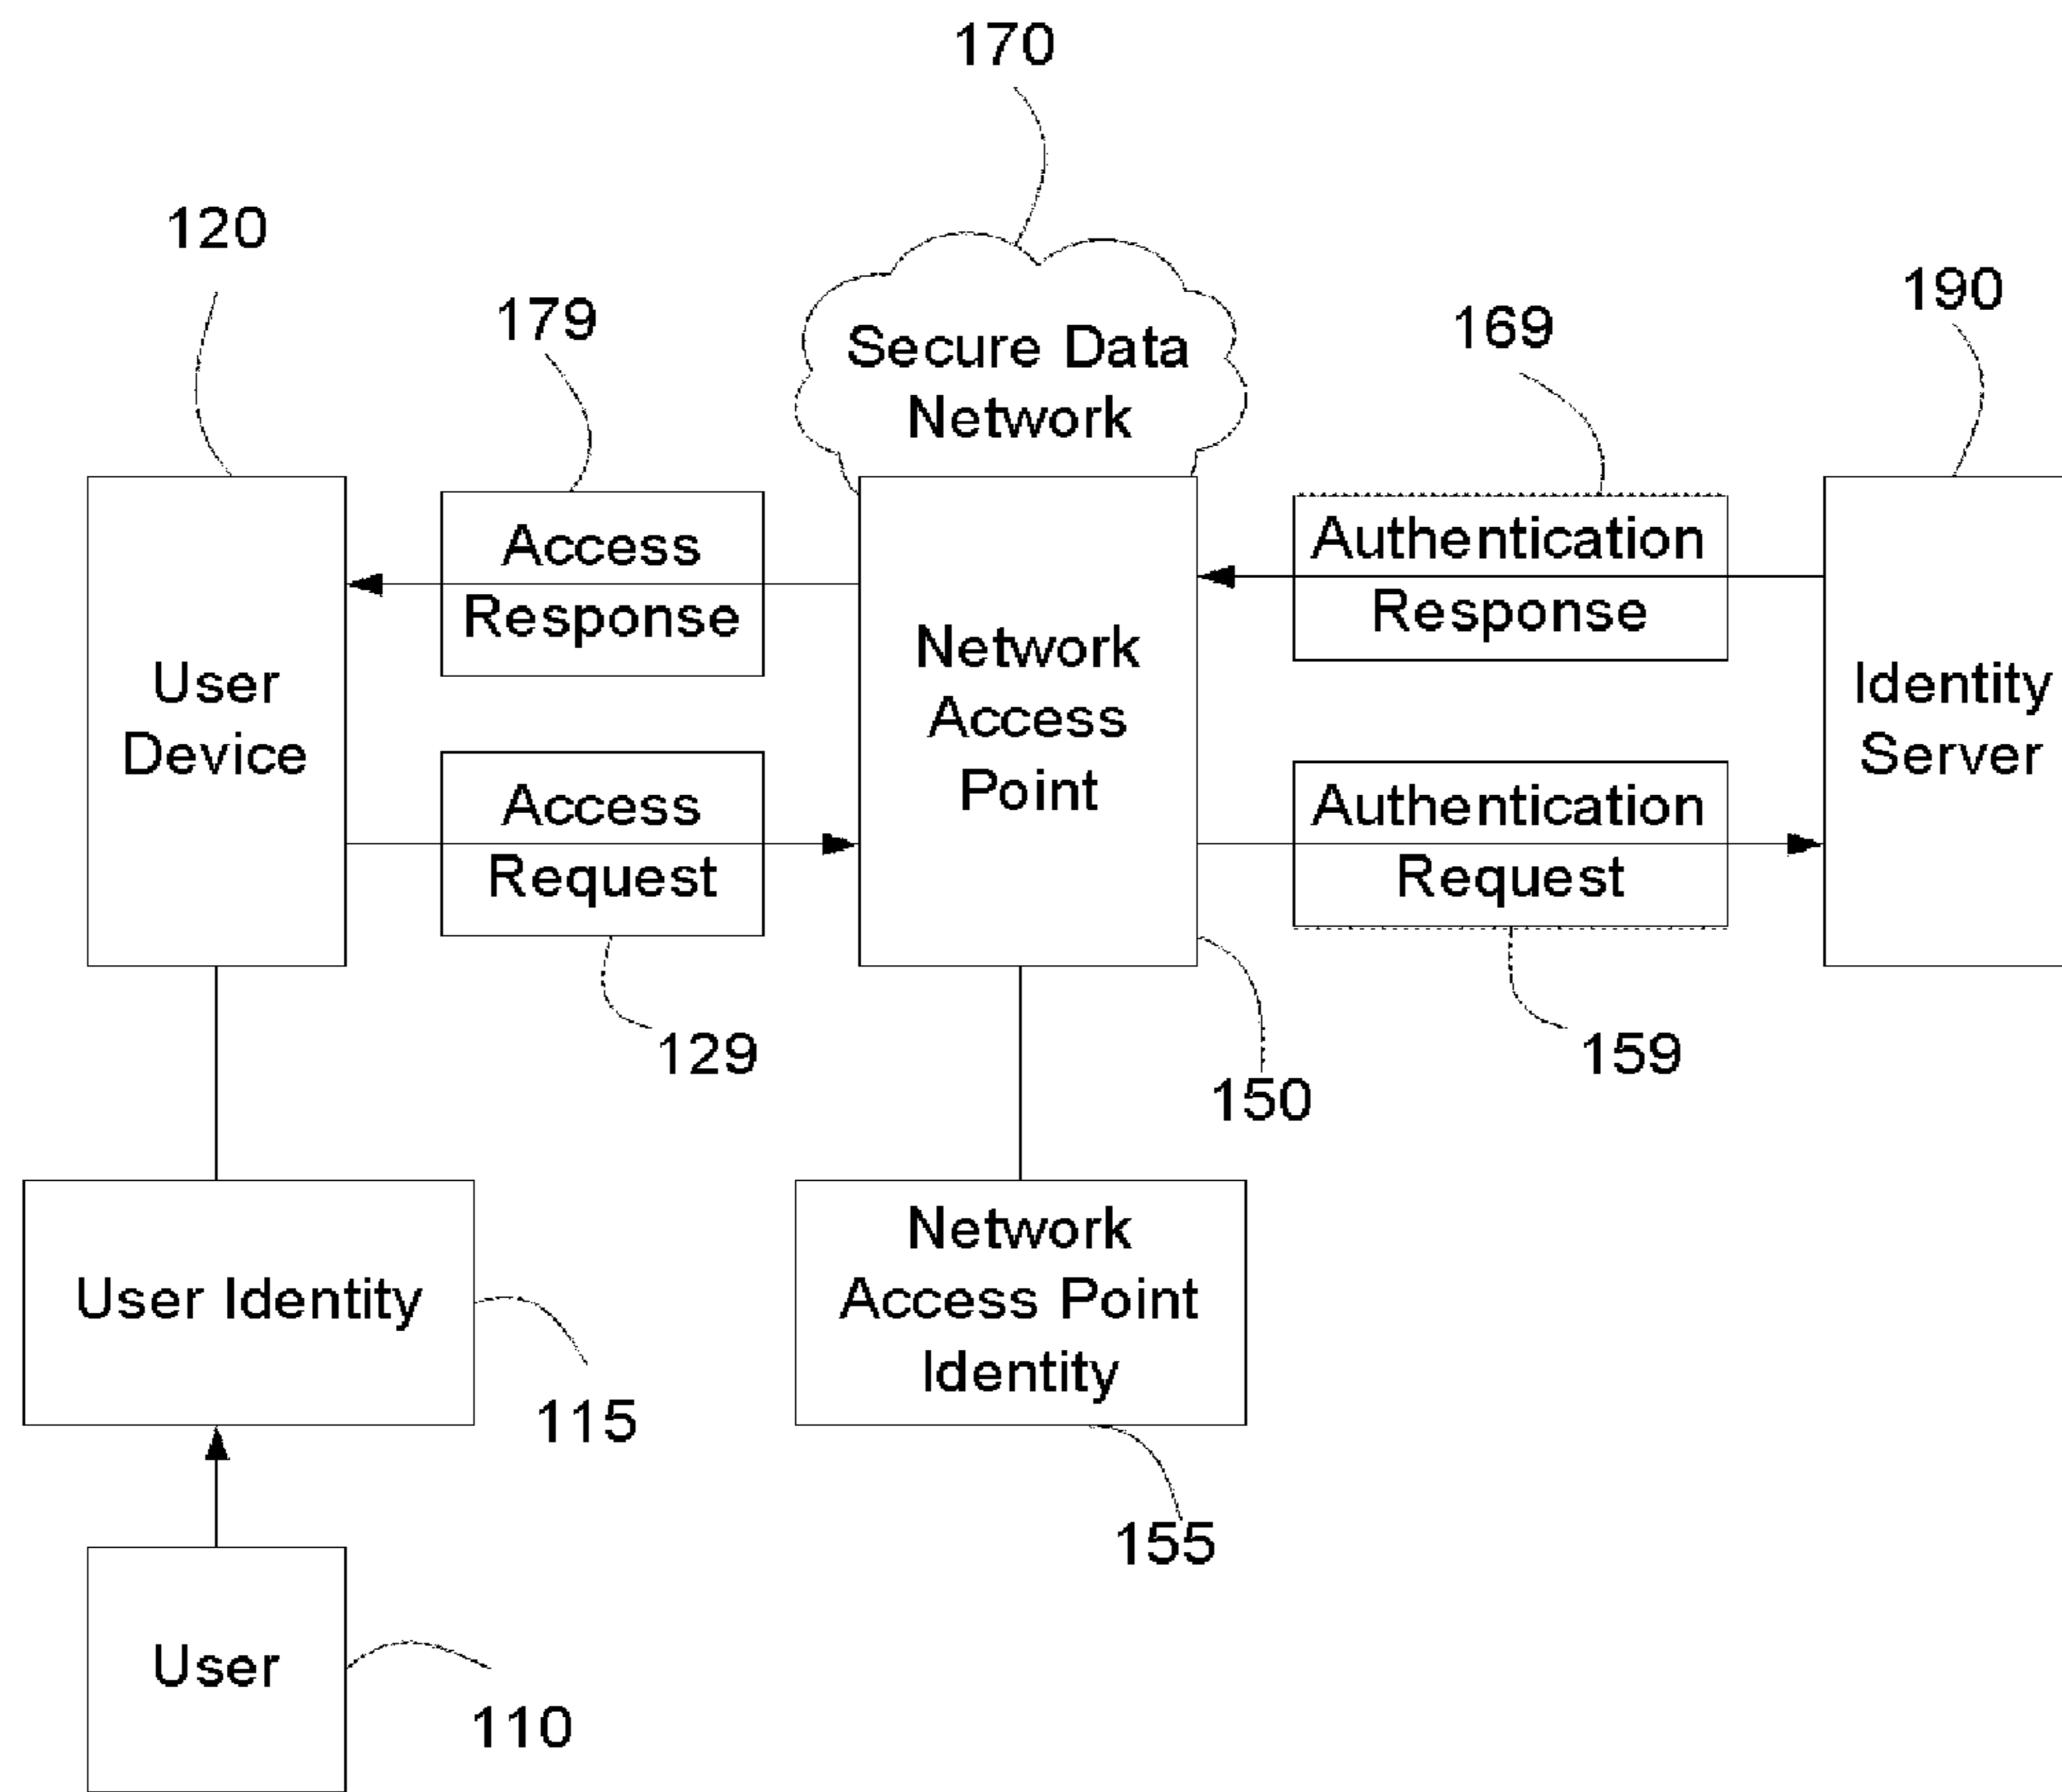 170
120
179
Secure Data
Network
169
190
Access
Response
Authentication
Response
User
Device
Network
Access
Point
Identity
Server
Access
Request
Authentication
Request
129
150
159
User Identity
115
Network
Access Point
Identity
155
User
110